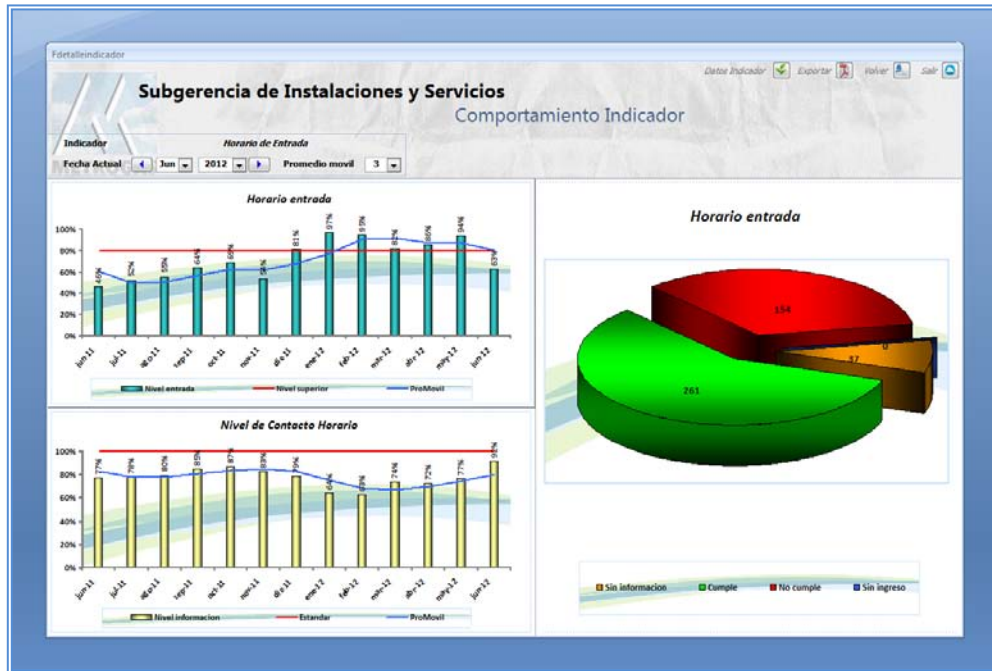 Fdetalleindicador
Datos Indicador Exportar Volver Salir
Subgerencia de Instalaciones y Servicios
Comportamiento Indicador
Indicador Horario de Entrada
Fecha Actual Jun 2012 Promedio movil 3
Horario entrada
100%
80%
60%
40%
20%
0%
46% 52% 55% 64% 69% 54% 81% 97% 95% 82% 86% 94% 63%
jun-11 jul-11 ago-11 sep-11 oct-11 nov-11 dic-11 ene-12 feb-12 mar-12 abr-12 may-12 jun-12
Nivel entrada Nivel superior ProMovil
Nivel de Contacto Horario
100%
80%
60%
40%
20%
0%
77% 78% 80% 85% 87% 83% 79% 64% 63% 74% 72% 77% 91%
jun-11 jul-11 ago-11 sep-11 oct-11 nov-11 dic-11 ene-12 feb-12 mar-12 abr-12 may-12 jun-12
Nivel informacion Estandar ProMovil
Horario entrada
0
37
261
Sin informacion Cumple No cumple Sin ingreso